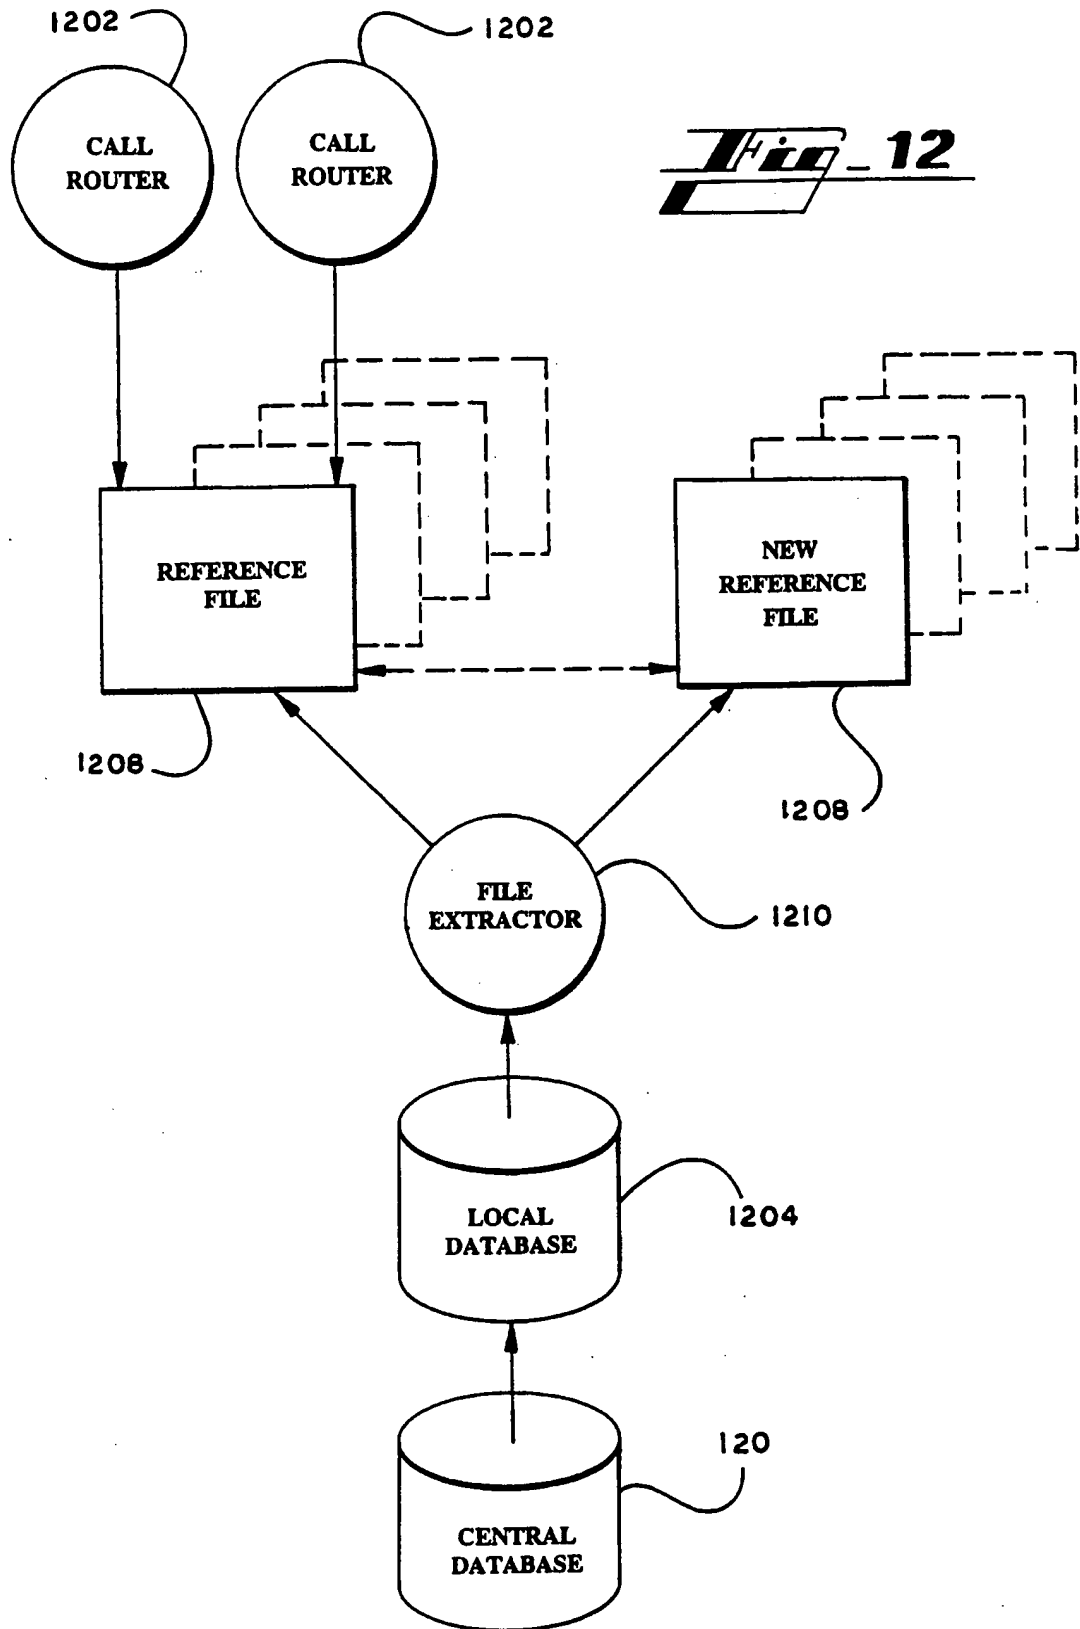 1202
1202
CALL
ROUTER
CALL
ROUTER
Fig_12
REFERENCE
FILE
NEW
REFERENCE
FILE
1208
1208
FILE
EXTRACTOR
1210
LOCAL
DATABASE
1204
CENTRAL
DATABASE
120